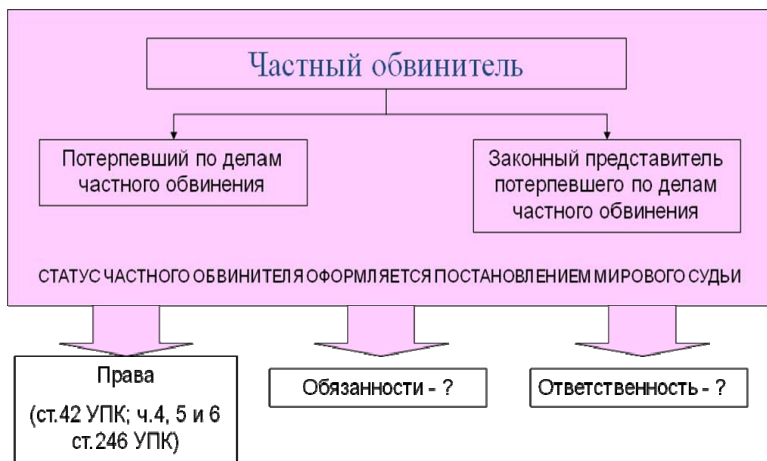 Частный обвинитель
Потерпевший по делам
частного обвинения
Законный представитель
потерпевшего по делам
частного обвинения
СТАТУС ЧАСТНОГО ОБВИНИТЕЛЯ ОФОРМЛЯЕТСЯ ПОСТАНОВЛЕНИЕМ МИРОВОГО СУДЬИ
Права
(ст.42 УПК; ч.4, 5 и 6
ст.246 УПК)
Обязанности - ?
Ответственность - ?